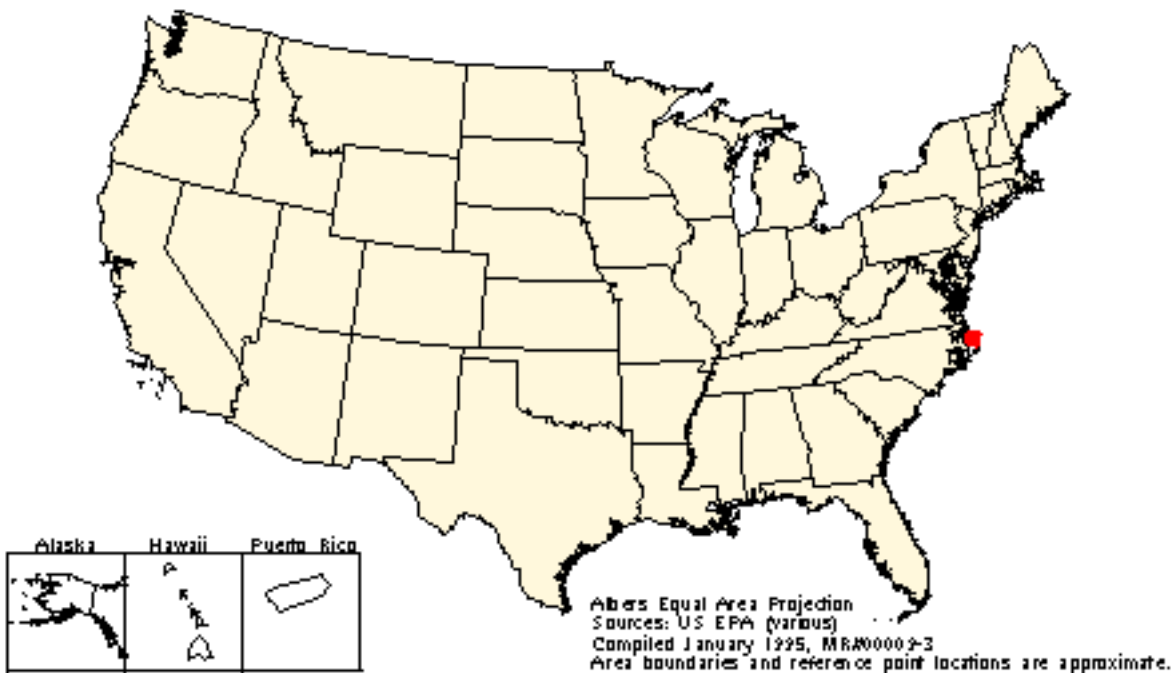 Alaska
Hawaii
Puerto Rico
Albers Equal Area Projection
Sources: US EPA (various)
Compiled January 1995, MR#00009-3
Area boundaries and reference point locations are approximate.